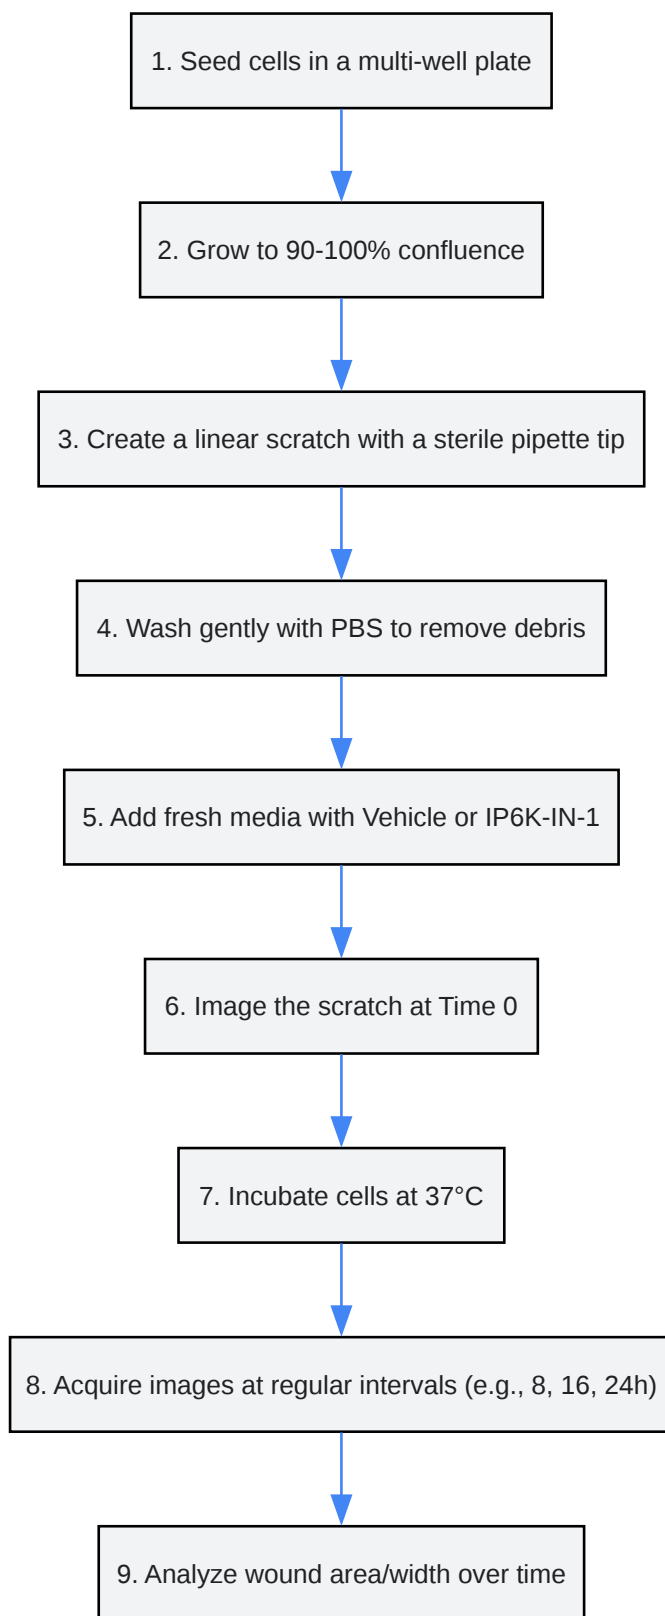 1. Seed cells in a multi-well plate
2. Grow to 90-100% confluence
3. Create a linear scratch with a sterile pipette tip
4. Wash gently with PBS to remove debris
5. Add fresh media with Vehicle or IP6K-IN-1
6. Image the scratch at Time 0
7. Incubate cells at 37°C
8. Acquire images at regular intervals (e.g., 8, 16, 24h)
9. Analyze wound area/width over time